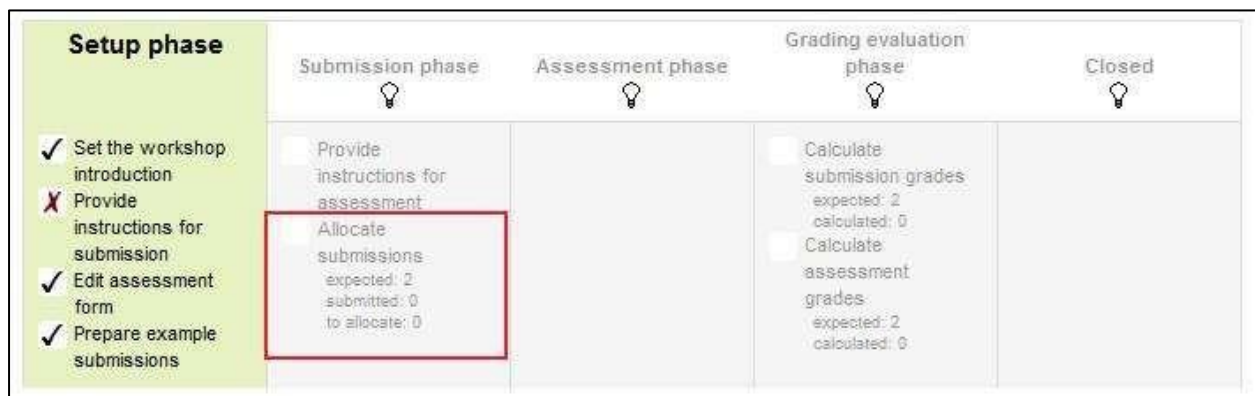 Setup phase
Submission phase
Assessment phase
Grading evaluation
phase
Closed
Set the workshop
introduction
Provide
instructions for
submission
Edit assessment
form
Prepare example
submissions
Provide
instructions for
assessment
Allocate
submissions
expected: 2
submitted: 0
to allocate: 0
Calculate
submission grades
expected: 2
calculated: 0
Calculate
assessment
grades
expected: 2
calculated: 0